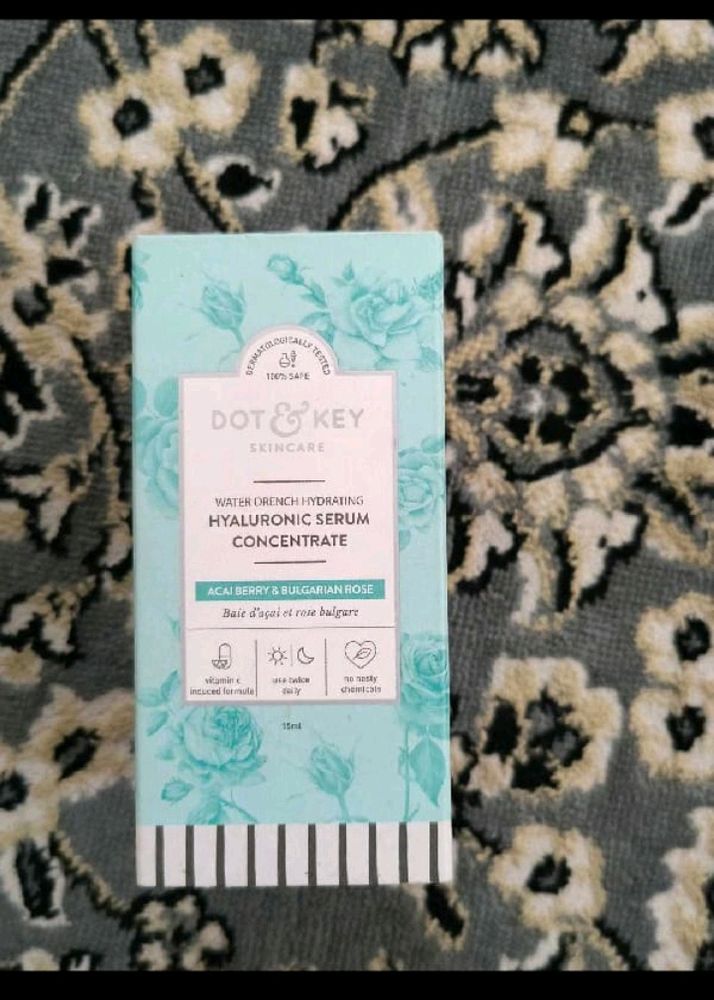 DERMATOLOGICALLY TESTED
100% SAFE
DOT & KEY
SKINCARE
WATER DRENCH HYDRATING
HYALURONIC SERUM
CONCENTRATE
ACAI BERRY & BULGARIAN ROSE
Baie d'açai et rose bulgare
vitamin c
induced formula
use twice
daily
no nasty
chemicals
15ml